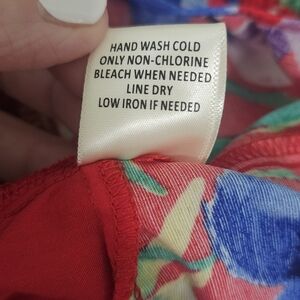 HAND WASH COLD
ONLY NON-CHLORINE
BLEACH WHEN NEEDED
LINE DRY
LOW IRON IF NEEDED